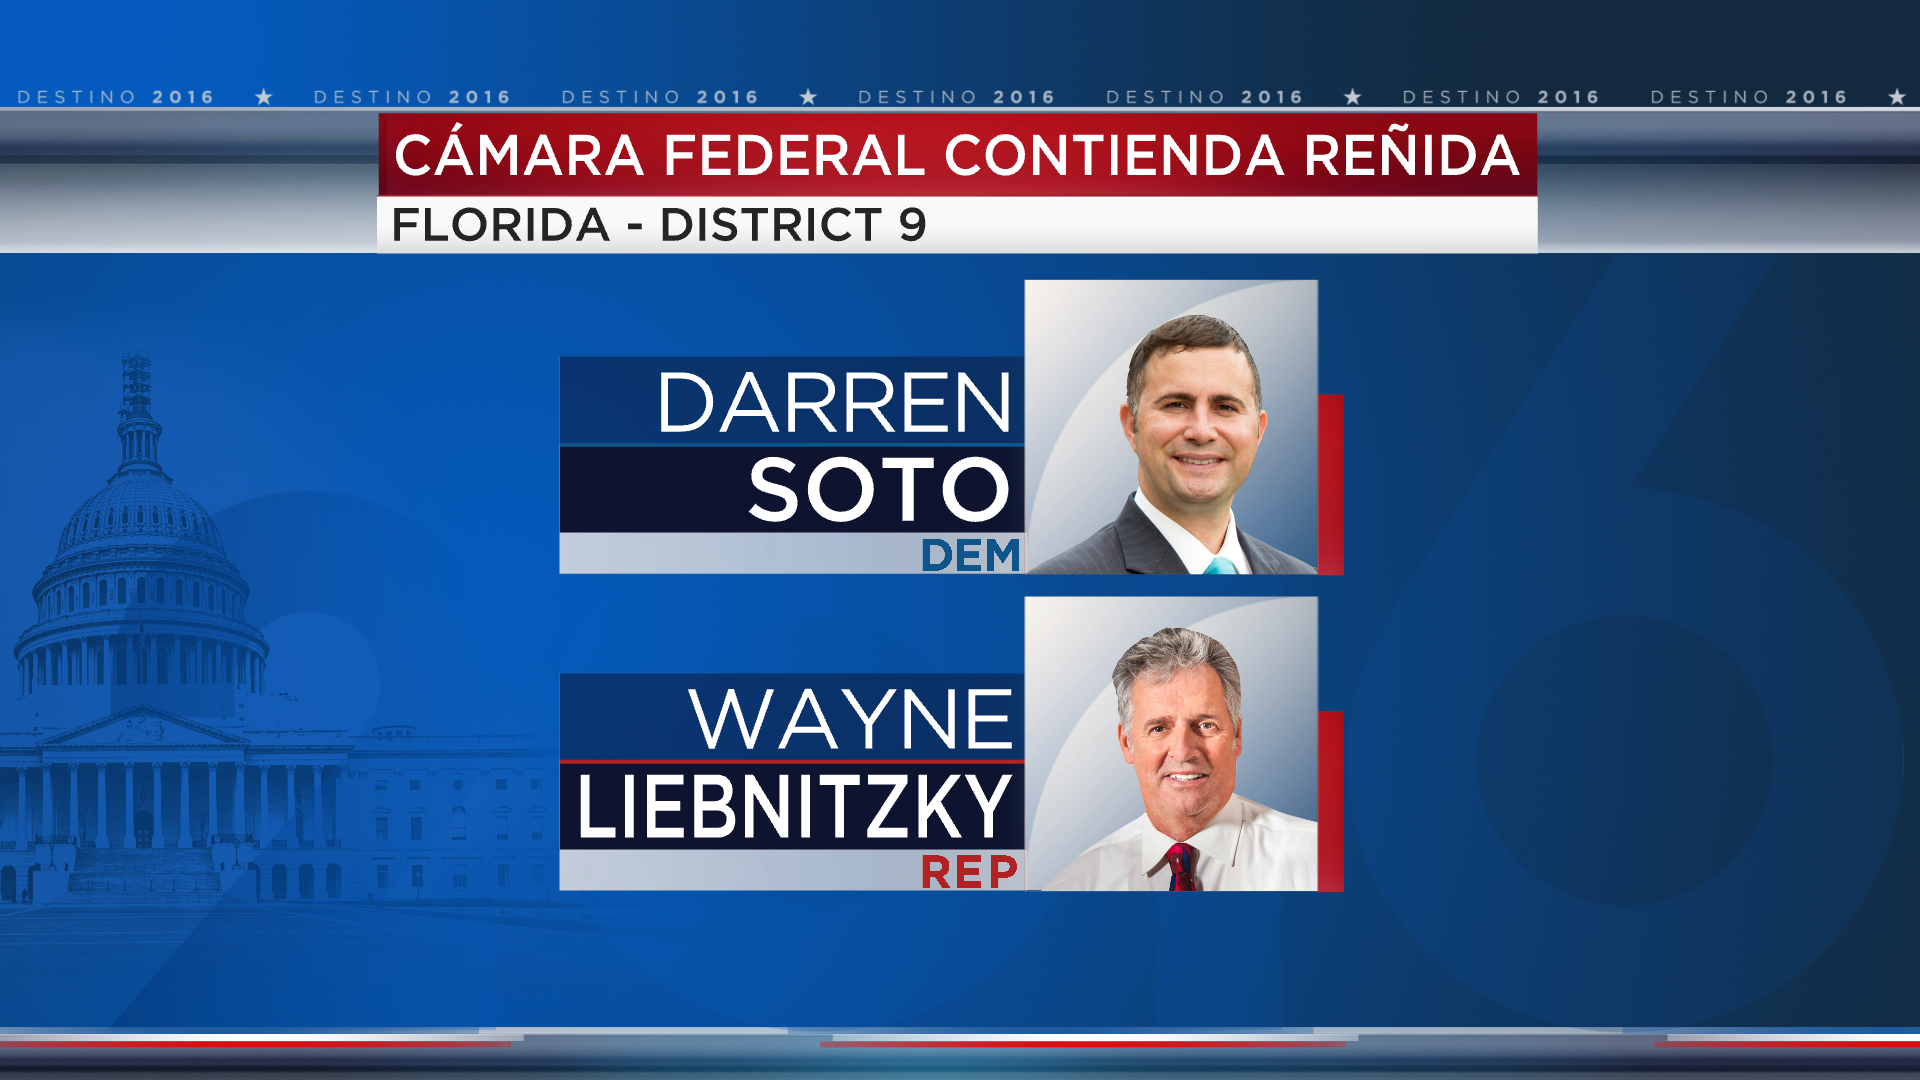 DESTINO 2016 ★ DESTINO 2016 DESTINO 2016 ★ DESTINO 2016 DESTINO 2016 ★ DESTINO 2016 DESTINO 2016 ★
CÁMARA FEDERAL CONTIENDA REÑIDA
FLORIDA - DISTRICT 9
DARREN
SOTO
DEM
WAYNE
LIEBNITZKY
REP